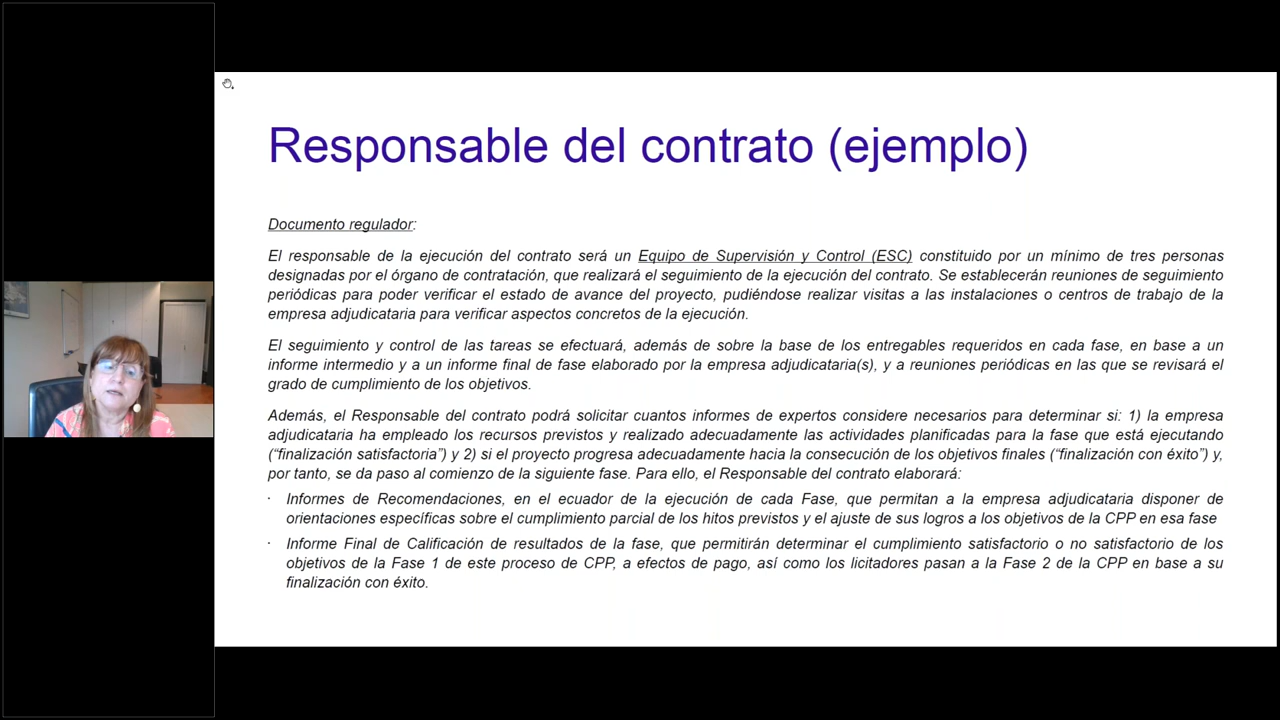 Responsable del contrato (ejemplo)
Documento regulador:
El responsable de la ejecución del contrato será un Equipo de Supervisión y Control (ESC) constituido por un mínimo de tres personas
designadas por el órgano de contratación, que realizará el seguimiento de la ejecución del contrato. Se establecerán reuniones de seguimiento
periódicas para poder verificar el estado de avance del proyecto, pudiéndose realizar visitas a las instalaciones o centros de trabajo de la
empresa adjudicataria para verificar aspectos concretos de la ejecución.
El seguimiento y control de las tareas se efectuará, además de sobre la base de los entregables requeridos en cada fase, en base a un
informe intermedio y a un informe final de fase elaborado por la empresa adjudicataria(s), y a reuniones periódicas en las que se revisará el
grado de cumplimiento de los objetivos.
Además, el Responsable del contrato podrá solicitar cuantos informes de expertos considere necesarios para determinar si: 1) la empresa
adjudicataria ha empleado los recursos previstos y realizado adecuadamente las actividades planificadas para la fase que está ejecutando
(“finalización satisfactoria”) y 2) si el proyecto progresa adecuadamente hacia la consecución de los objetivos finales (“finalización con éxito”) y,
por tanto, se da paso al comienzo de la siguiente fase. Para ello, el Responsable del contrato elaborará:
· Informes de Recomendaciones, en el ecuador de la ejecución de cada Fase, que permitan a la empresa adjudicataria disponer de
orientaciones específicas sobre el cumplimiento parcial de los hitos previstos y el ajuste de sus logros a los objetivos de la CPP en esa fase
· Informe Final de Calificación de resultados de la fase, que permitirán determinar el cumplimiento satisfactorio o no satisfactorio de los
objetivos de la Fase 1 de este proceso de CPP, a efectos de pago, así como los licitadores pasan a la Fase 2 de la CPP en base a su
finalización con éxito.